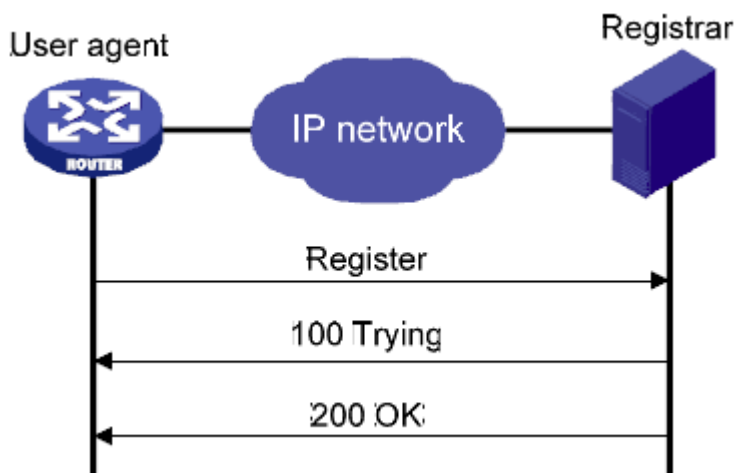 User agent
Registrar
IP network
ROUTER
Register
100 Trying
200 OK